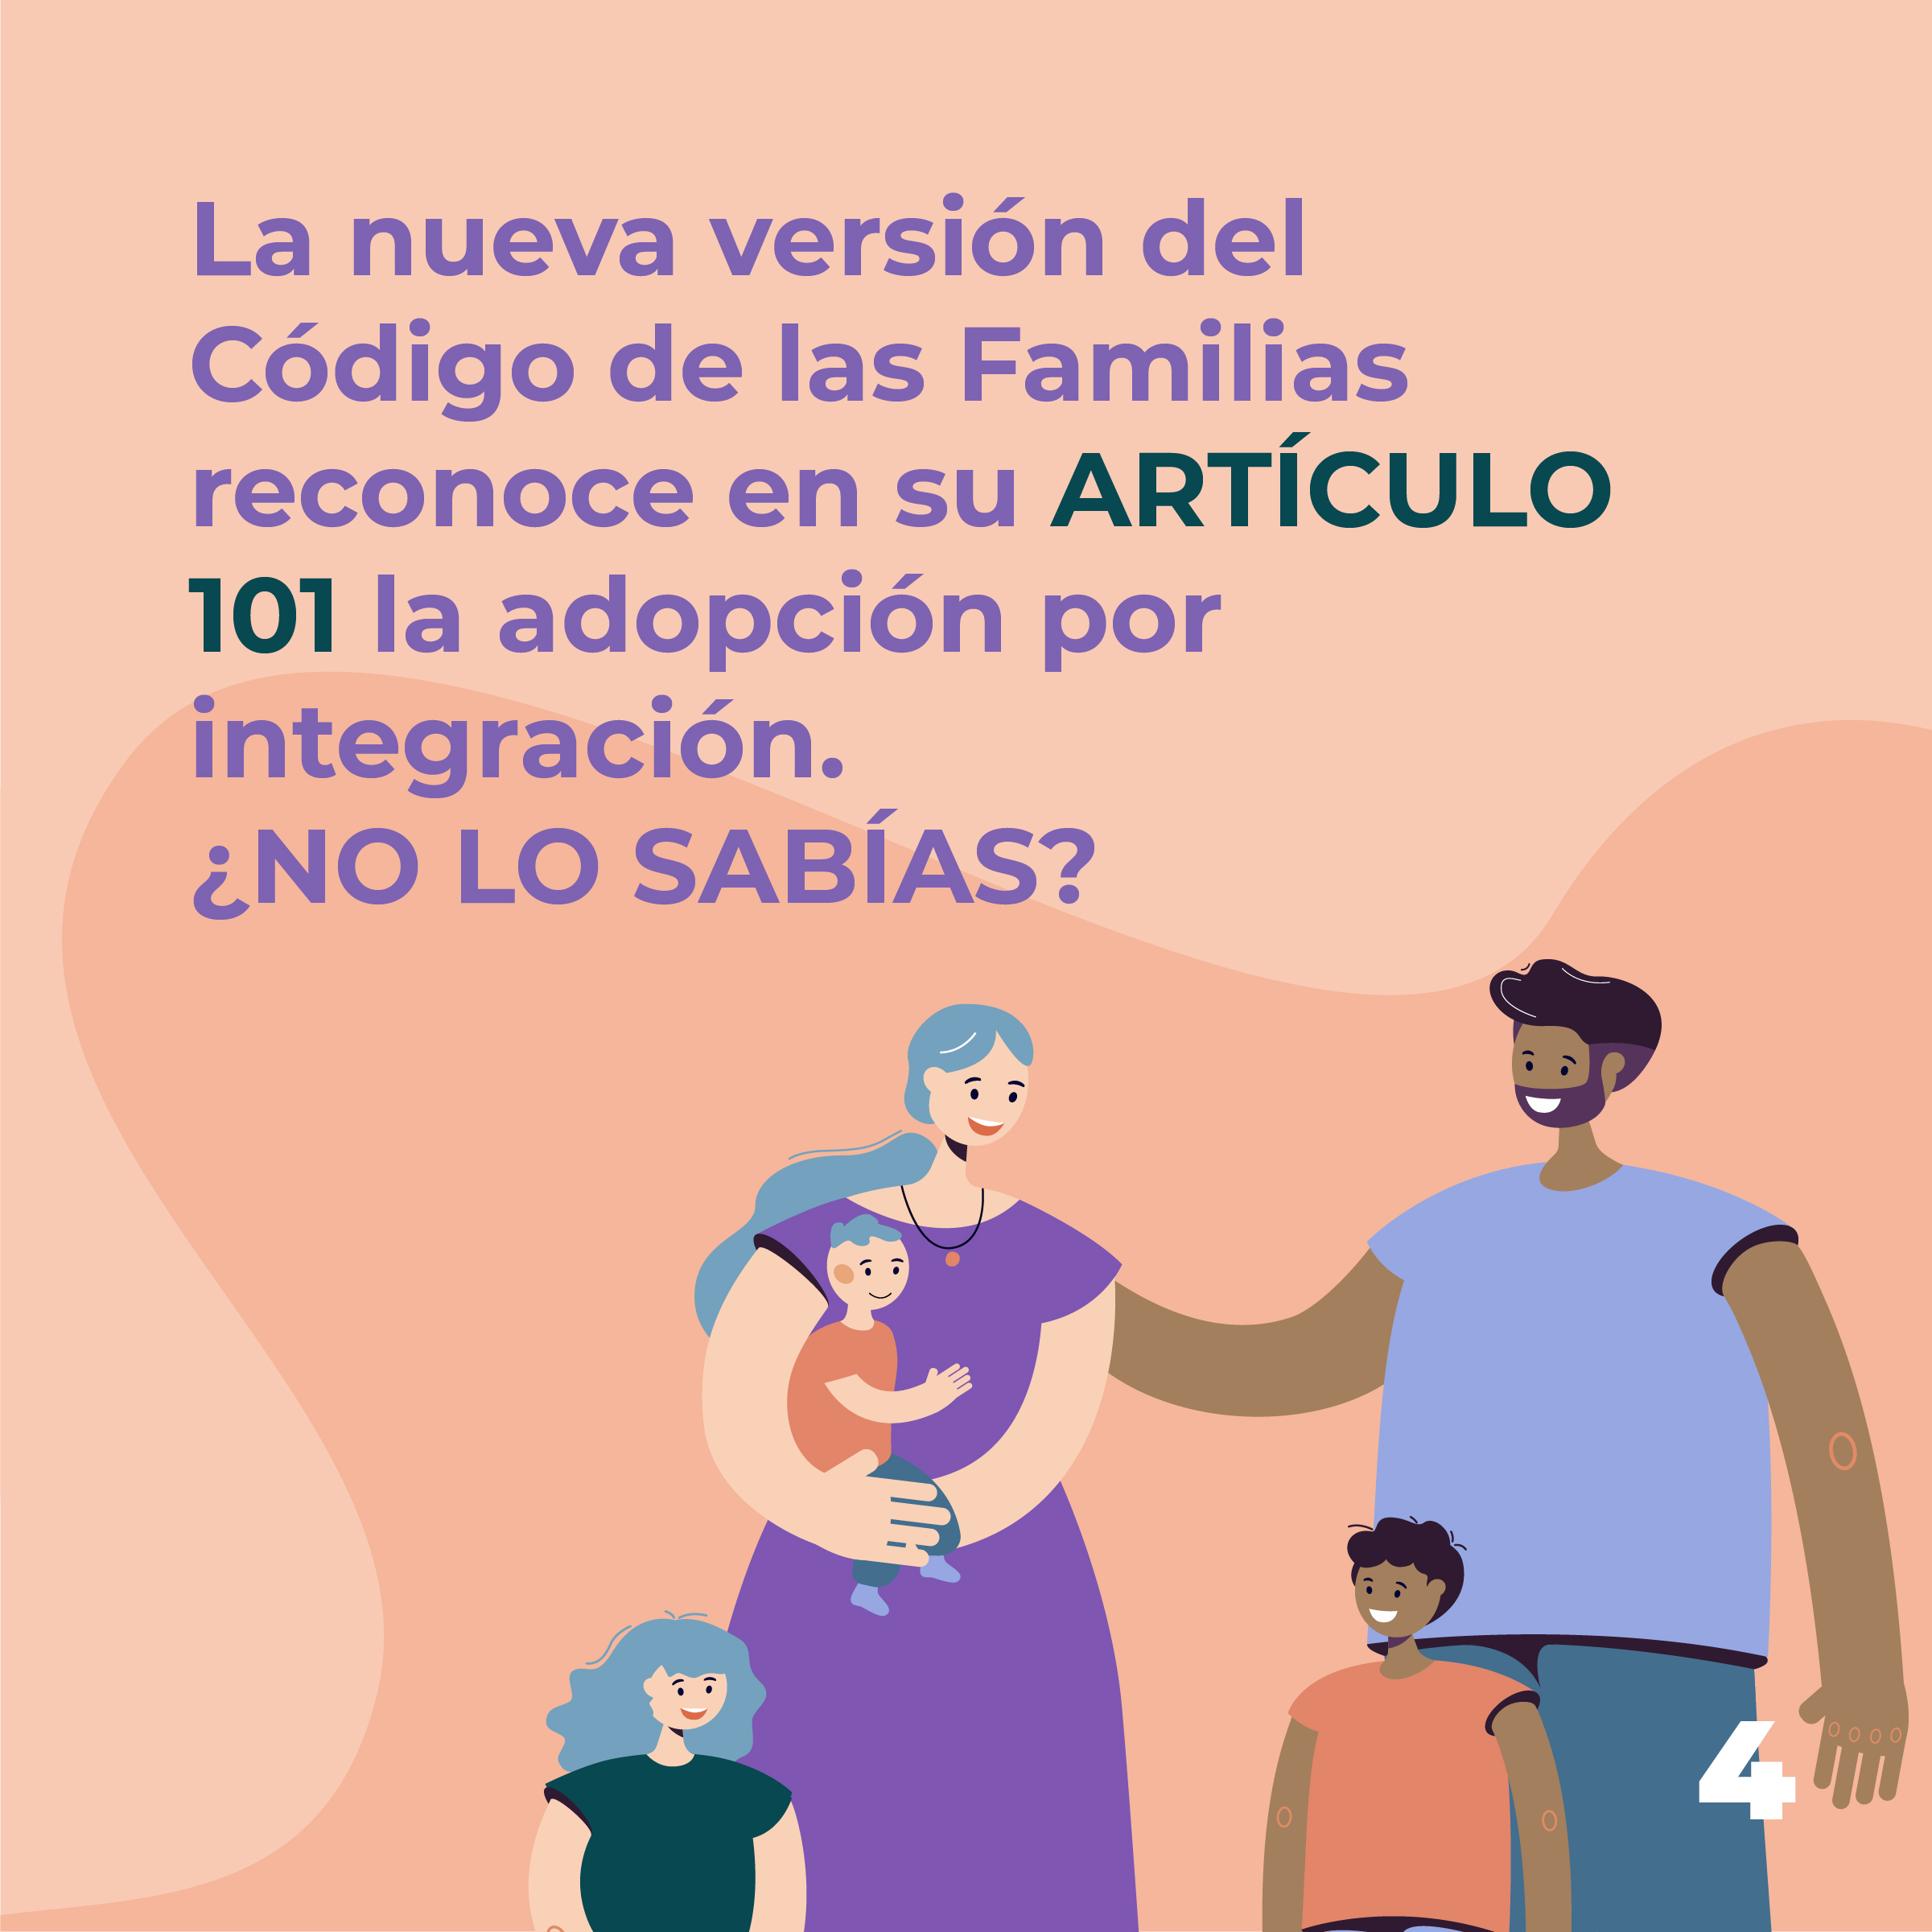 La nueva versión del
Código de las Familias
reconoce en su ARTÍCULO
101 la adopción por
integración.
¿NO LO SABÍAS?
4